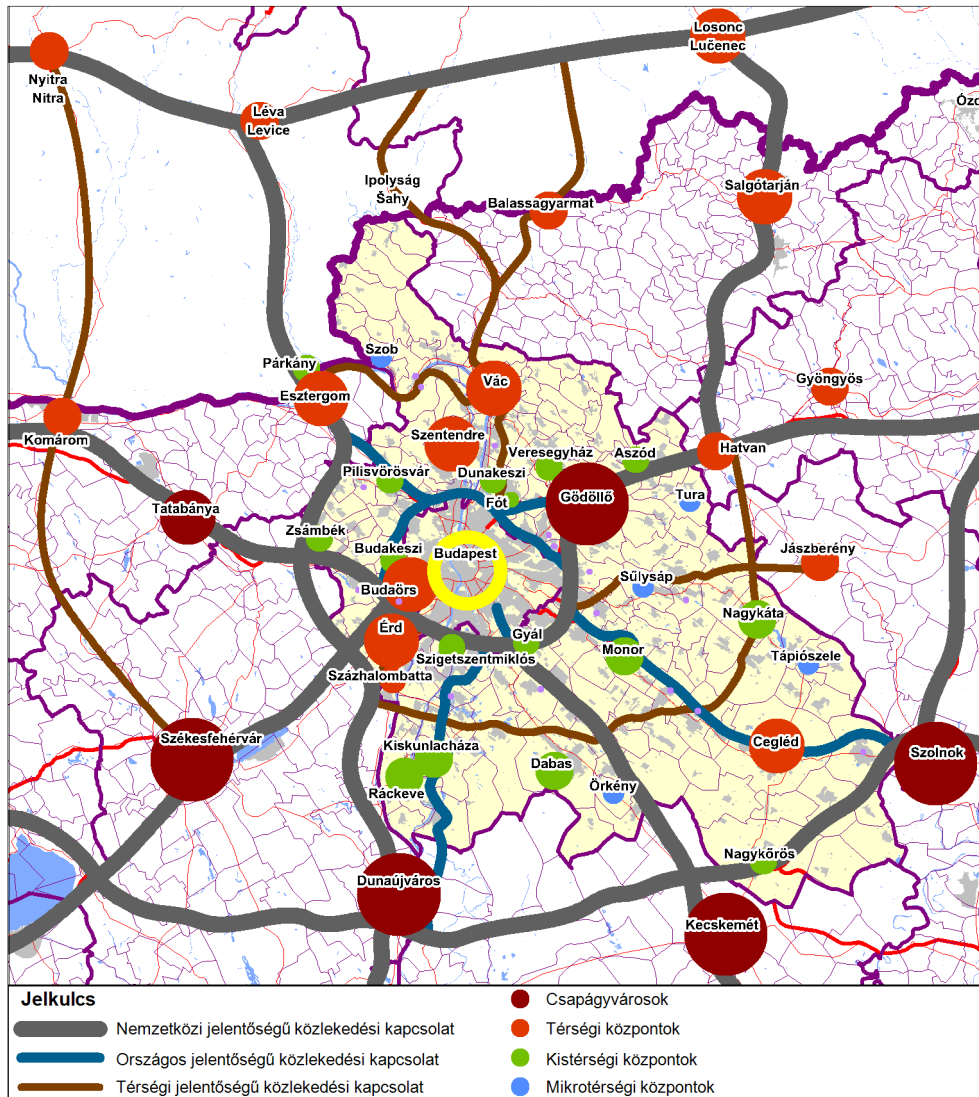 Losonc
Lučenec
Nyitra
Nitra
Léva
Levice
Ipolyság
Šahy
Balassagyarmat
Salgótarján
Párkány
Szob
Esztergom
Vác
Gyöngyös
Komárom
Szentendre
Hatvan
Veresegyház
Aszód
Pilisvörösvár
Dunakeszi
Gödöllő
Fót
Tura
Tatabánya
Zsámbék
Budakeszi
Budapest
Jászberény
Sűlysáp
Budaörs
Nagykáta
Érd
Gyál
Monor
Szigetszentmiklós
Tápiószele
Százhalombatta
Székesfehérvár
Kiskunlacháza
Cegléd
Szolnok
Dabas
Ráckeve
Örkény
Nagykőrös
Dunaújváros
Kecskemét
Jelkulcs
Nemzetközi jelentőségű közlekedési kapcsolat
Országos jelentőségű közlekedési kapcsolat
Térségi jelentőségű közlekedési kapcsolat
Csapágyvárosok
Térségi központok
Kistérségi központok
Mikrotérségi központok